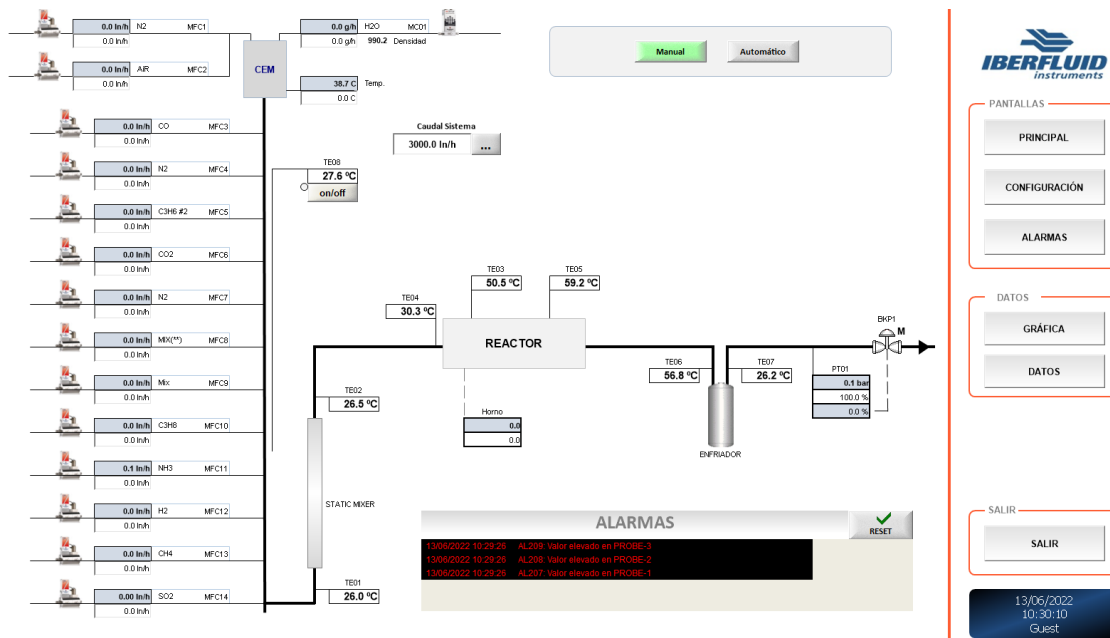 0.0 ln/h N2 MFC1
0.0 ln/h
0.0 g/h H2O MC01
0.0 g/h 990.2 Densidad
0.0 ln/h AIR MFC2
0.0 ln/h
CEM
38.7 C Temp.
0.0 C
Manual
Automático
IBERFLUID
instruments
PANTALLAS
PRINCIPAL
CONFIGURACIÓN
ALARMAS
0.0 ln/h CO MFC3
0.0 ln/h
Caudal Sistema
3000.0 ln/h ...
0.0 ln/h N2 MFC4
0.0 ln/h
TE08
27.6 ºC
on/off
0.0 ln/h C3H6 #2 MFC5
0.0 ln/h
0.0 ln/h CO2 MFC6
0.0 ln/h
0.0 ln/h N2 MFC7
0.0 ln/h
0.0 ln/h MIX(**) MFC8
0.0 ln/h
0.0 ln/h Mix MFC9
0.0 ln/h
0.0 ln/h C3H8 MFC10
0.0 ln/h
0.1 ln/h NH3 MFC11
0.0 ln/h
0.0 ln/h H2 MFC12
0.0 ln/h
0.0 ln/h CH4 MFC13
0.0 ln/h
0.00 ln/h SO2 MFC14
0.0 ln/h
TE03
50.5 ºC
TE05
59.2 ºC
TE04
30.3 ºC
REACTOR
TE02
26.5 ºC
Horno
0.0
0.0
STATIC MIXER
TE01
26.0 ºC
TE06
56.8 ºC
TE07
26.2 ºC
ENFRIADOR
BKP1
M
PT01
0.1 bar
100.0 %
0.0 %
DATOS
GRÁFICA
DATOS
ALARMAS
RESET
13/06/2022 10:29:26 AL209: Valor elevado en PROBE-3
13/06/2022 10:29:26 AL208: Valor elevado en PROBE-2
13/06/2022 10:29:26 AL207: Valor elevado en PROBE-1
SALIR
SALIR
13/06/2022
10:30:10
Guest